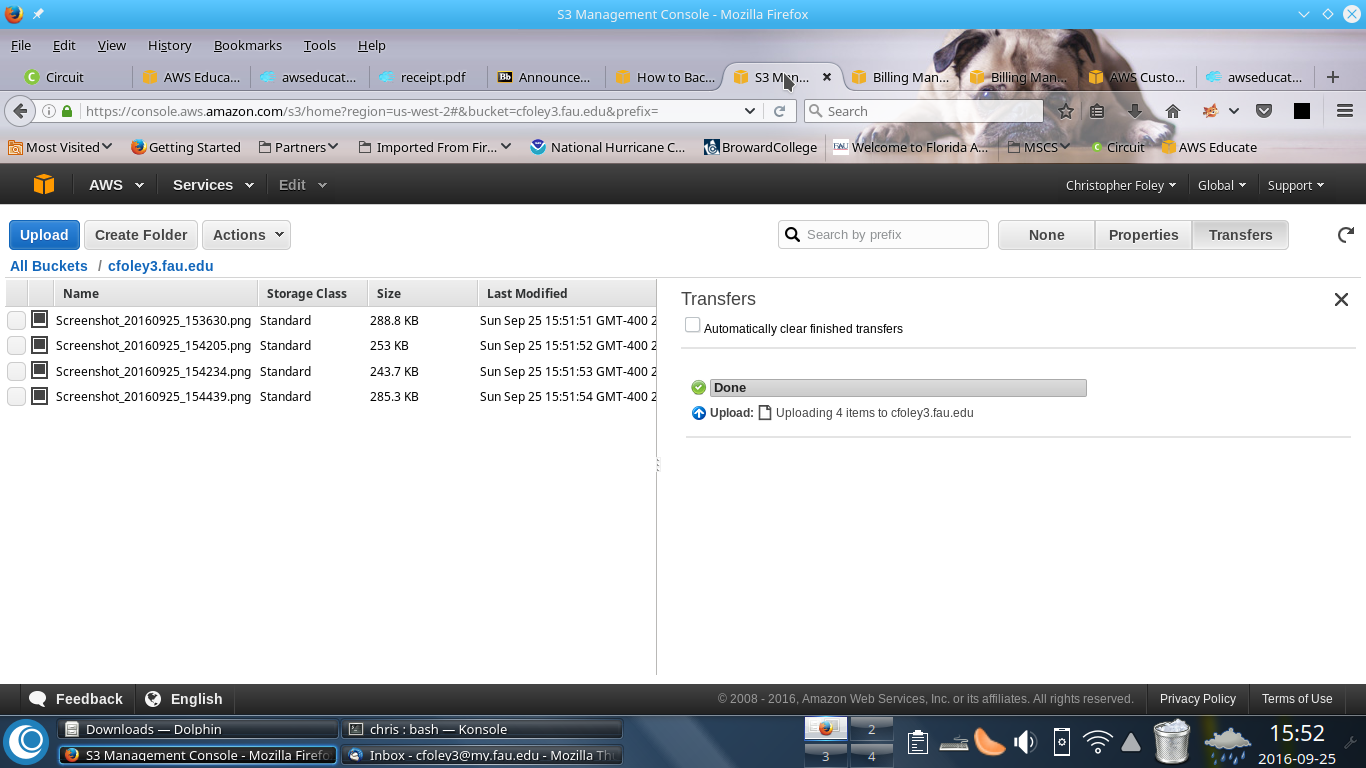 S3 Management Console - Mozilla Firefox
File Edit View History Bookmarks Tools Help
Circuit AWS Educa... awseducat... receipt.pdf Bb Announce... How to Bac... S3 Man... Billing Man... Billing Man... AWS Custo... awseducat...
https://console.aws.amazon.com/s3/home?region=us-west-2#&bucket=cfoley3.fau.edu&prefix= Search
Most Visited Getting Started Partners Imported From Fir... National Hurricane C... BrowardCollege FAU Welcome to Florida A... MSCS Circuit AWS Educate
AWS Services Edit Christopher Foley Global Support
Upload Create Folder Actions Search by prefix None Properties Transfers
All Buckets / cfoley3.fau.edu
Name Storage Class Size Last Modified
Screenshot_20160925_153630.png Standard 288.8 KB Sun Sep 25 15:51:51 GMT-400 2
Screenshot_20160925_154205.png Standard 253 KB Sun Sep 25 15:51:52 GMT-400 2
Screenshot_20160925_154234.png Standard 243.7 KB Sun Sep 25 15:51:53 GMT-400 2
Screenshot_20160925_154439.png Standard 285.3 KB Sun Sep 25 15:51:54 GMT-400 2
Transfers
Automatically clear finished transfers
Done
Upload: Uploading 4 items to cfoley3.fau.edu
Feedback English © 2008 - 2016, Amazon Web Services, Inc. or its affiliates. All rights reserved. Privacy Policy Terms of Use
Downloads — Dolphin chris : bash — Konsole 2
S3 Management Console - Mozilla Firefo Inbox - cfoley3@my.fau.edu - Mozilla Th 3 4
15:52
2016-09-25